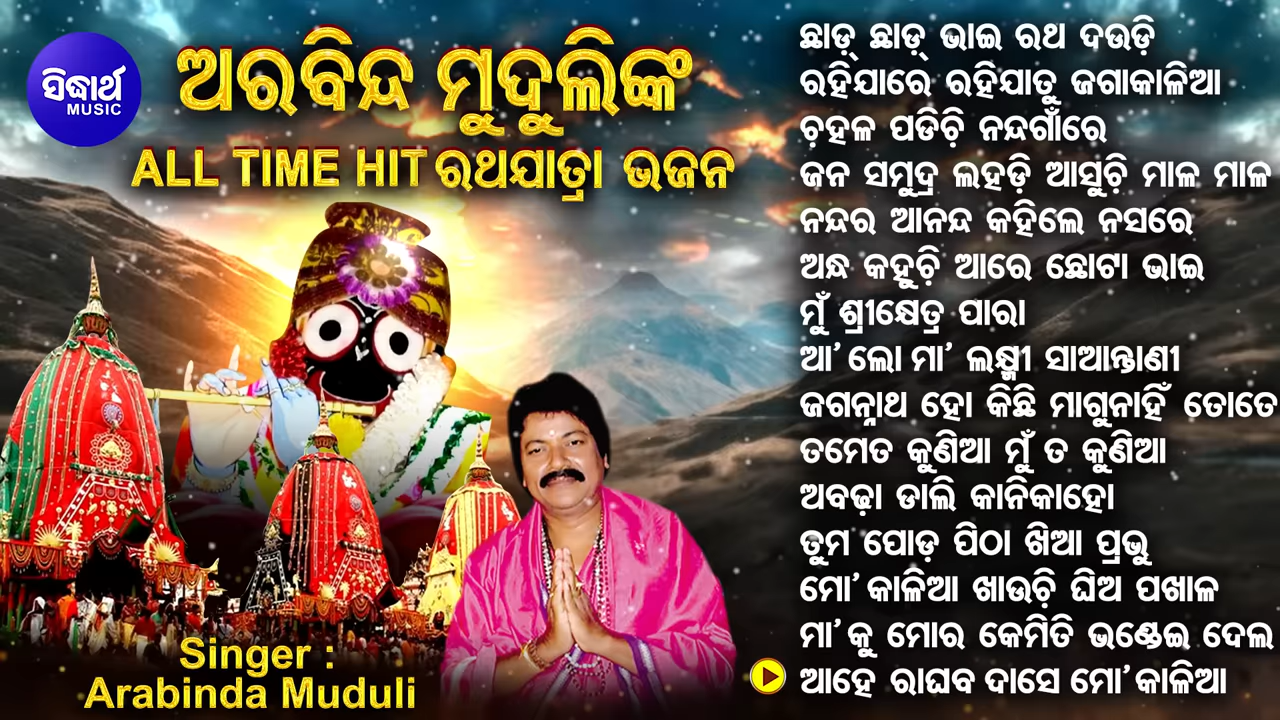 ସିଦ୍ଧାର୍ଥ
MUSIC
ଅରବିନ୍ଦ ମୁଦୁଲିଙ୍କ
ALL TIME HIT ରଥଯାତ୍ରା ଭଜନ
Singer :
Arabinda Muduli
ଛାଡ଼୍ ଛାଡ଼୍ ଭାଇ ରଥ ଦଉଡ଼ି
ରହିଯାରେ ରହିଯାତୁ ଜଗାକାଳିଆ
ଚ଼ହଳ ପଡିଚ଼ି ନନ୍ଦଗାଁରେ
ଜନ ସମୁଦ୍ର ଲହଡ଼ି ଆସୁଚ଼ି ମାଳ ମାଳ
ନନ୍ଦର ଆନନ୍ଦ କହିଲେ ନସରେ
ଅନ୍ଧ କହୁଚ଼ି ଆରେ ଛୋଟା ଭାଇ
ମୁଁ ଶ୍ରୀକ୍ଷେତ୍ର ପାରା
ଆ’ ଲୋ ମା’ ଲକ୍ଷ୍ମୀ ସାଆନ୍ତାଣୀ
ଜଗନ୍ନାଥ ହୋ କିଛି ମାଗୁନାହିଁ ତୋତେ
ତମେତ କୁଣିଆ ମୁଁ ତ କୁଣିଆ
ଅବଢ଼ା ଡାଲି କାନିକାହୋ
ତୁମ ପୋଡ଼ ପିଠା ଖିଆ ପ୍ରଭୁ
ମୋ’ କାଳିଆ ଖାଉଚ଼ି ଘିଅ ପଖାଳ
ମା’ କୁ ମୋର କେମିତି ଭଣ୍ଡେଇ ଦେଲ
ଆହେ ରାଘବ ଦାସେ ମୋ’ କାଳିଆ